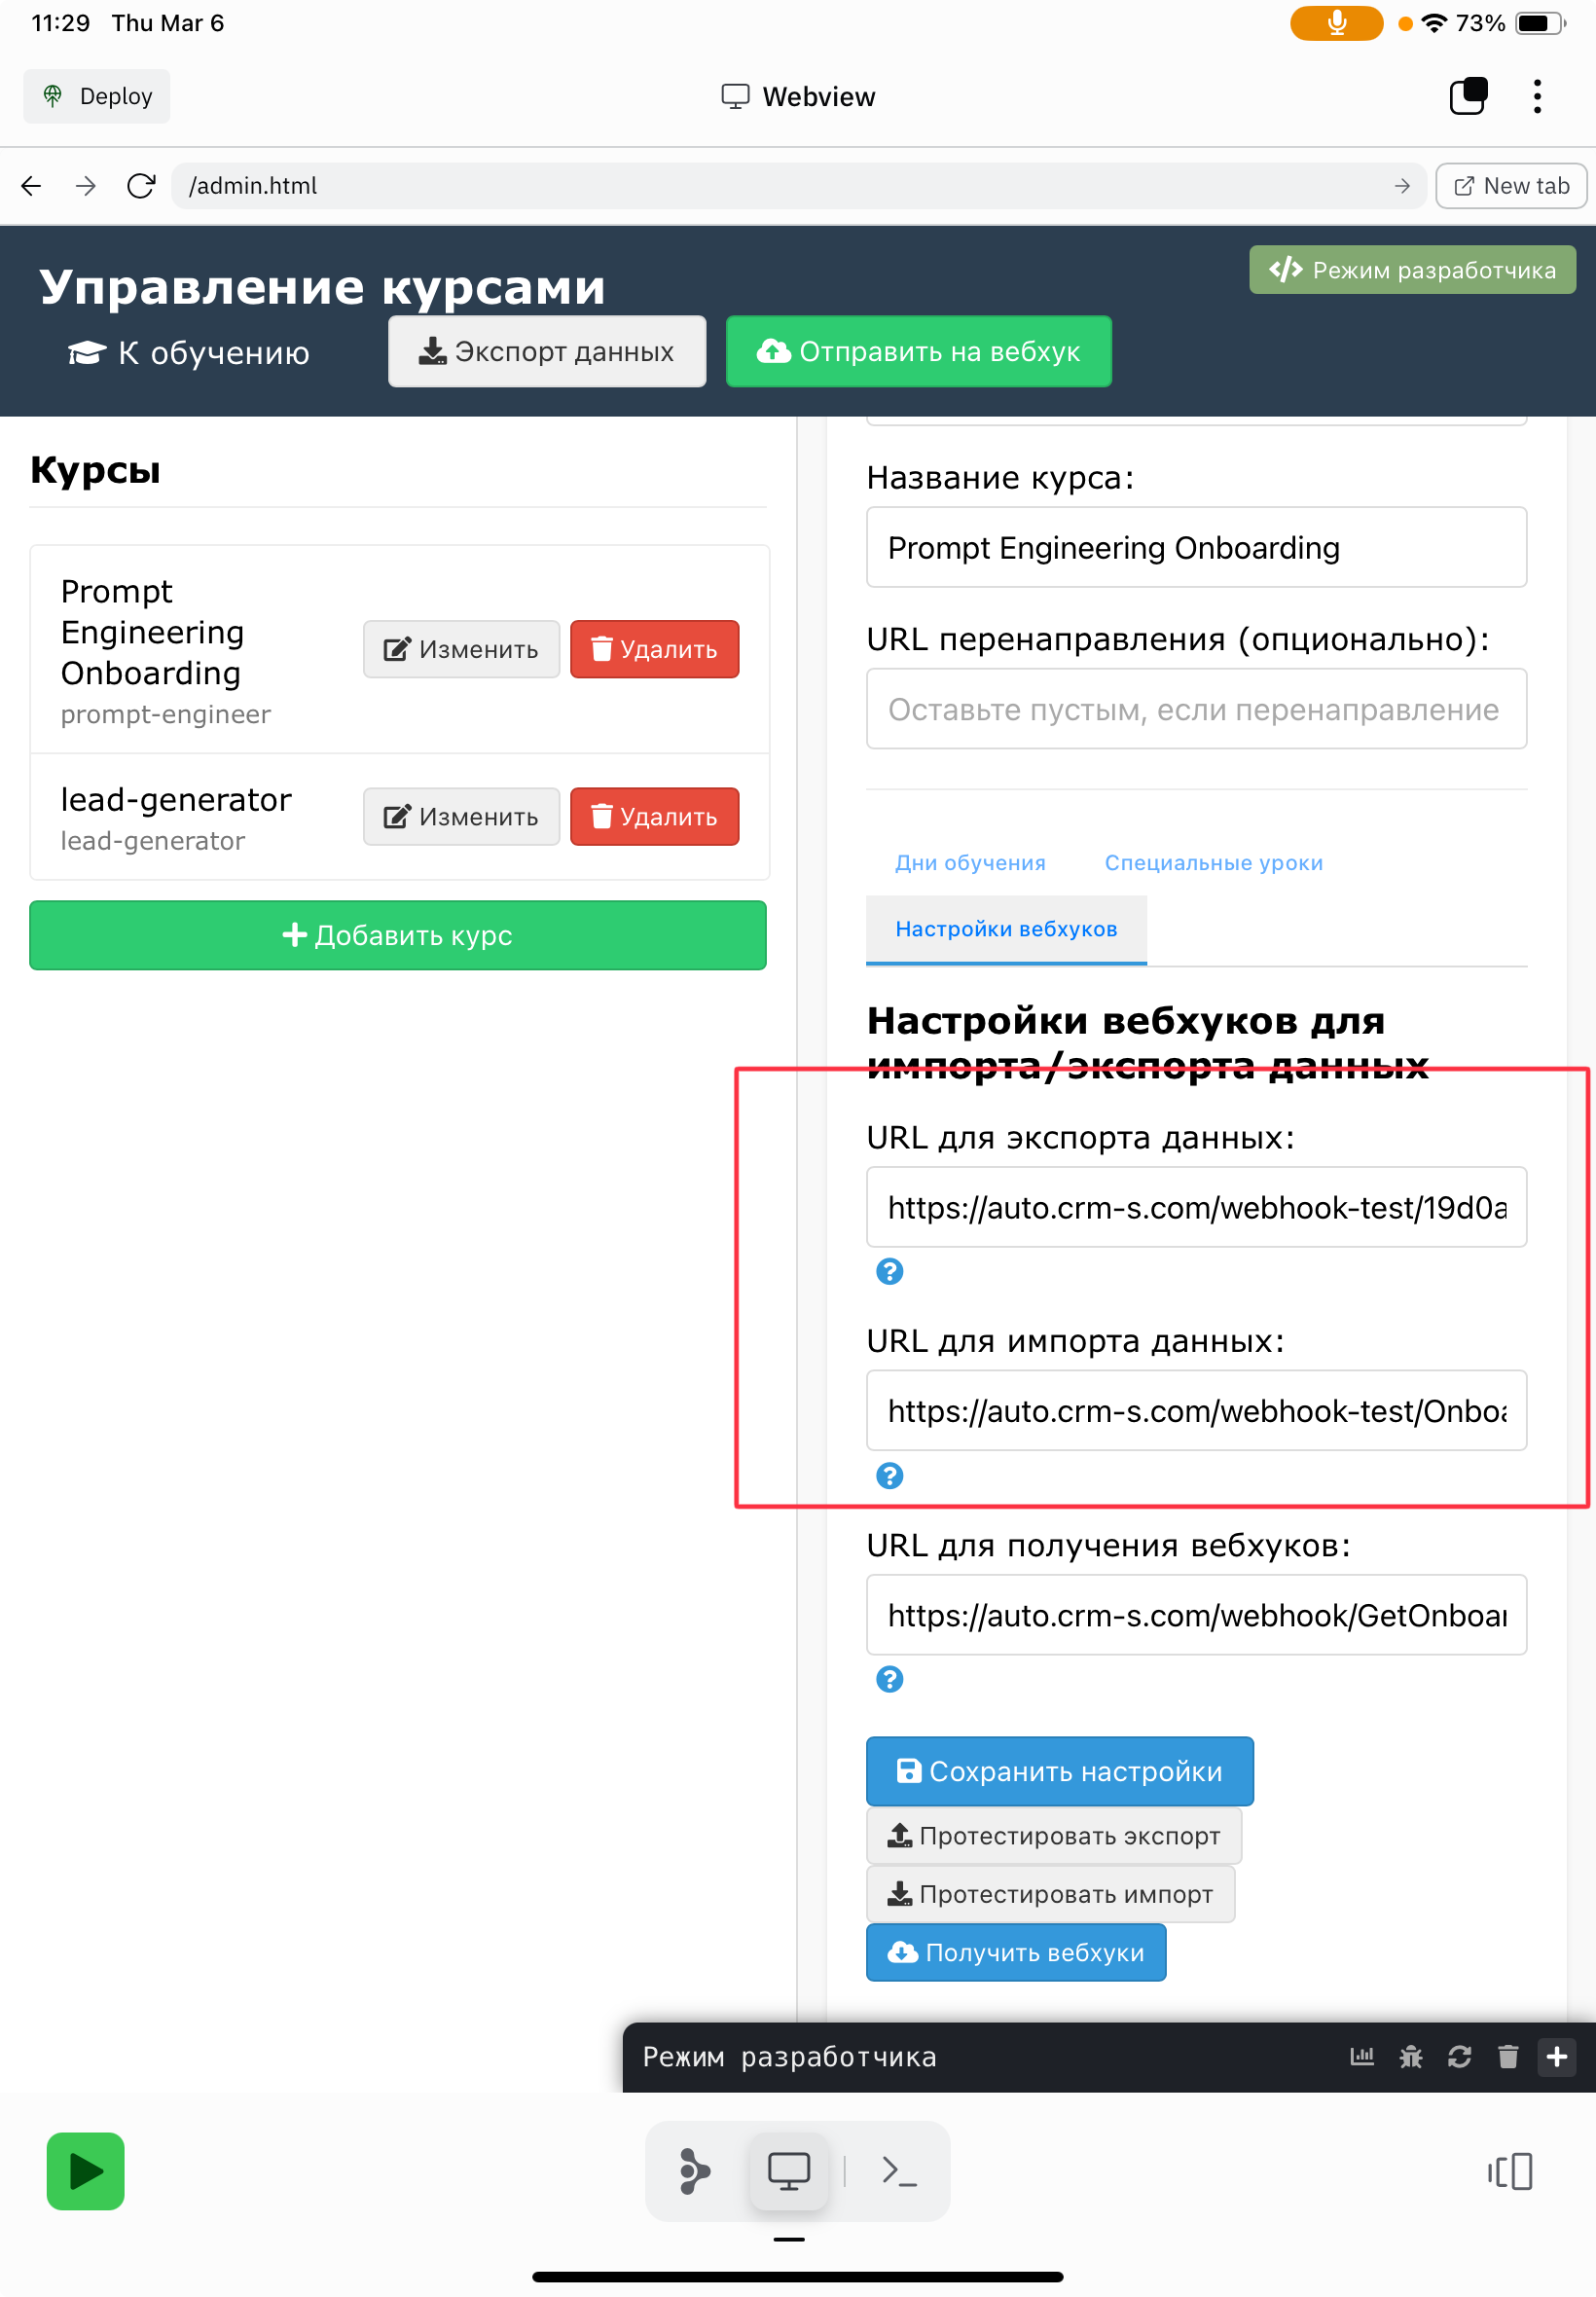 11:29 Thu Mar 6
73%
Deploy
Webview
/admin.html
New tab
Управление курсами
Режим разработчика
К обучению
Экспорт данных
Отправить на вебхук
Курсы
Prompt
Engineering
Onboarding
prompt-engineer
Изменить
Удалить
lead-generator
lead-generator
Изменить
Удалить
Добавить курс
Название курса:
Prompt Engineering Onboarding
URL перенаправления (опционально):
Оставьте пустым, если перенаправление
Дни обучения
Специальные уроки
Настройки вебхуков
Настройки вебхуков для
импорта/экспорта данных
URL для экспорта данных:
https://auto.crm-s.com/webhook-test/19d0a
URL для импорта данных:
https://auto.crm-s.com/webhook-test/Onboa
URL для получения вебхуков:
https://auto.crm-s.com/webhook/GetOnboar
Сохранить настройки
Протестировать экспорт
Протестировать импорт
Получить вебхуки
Режим разработчика